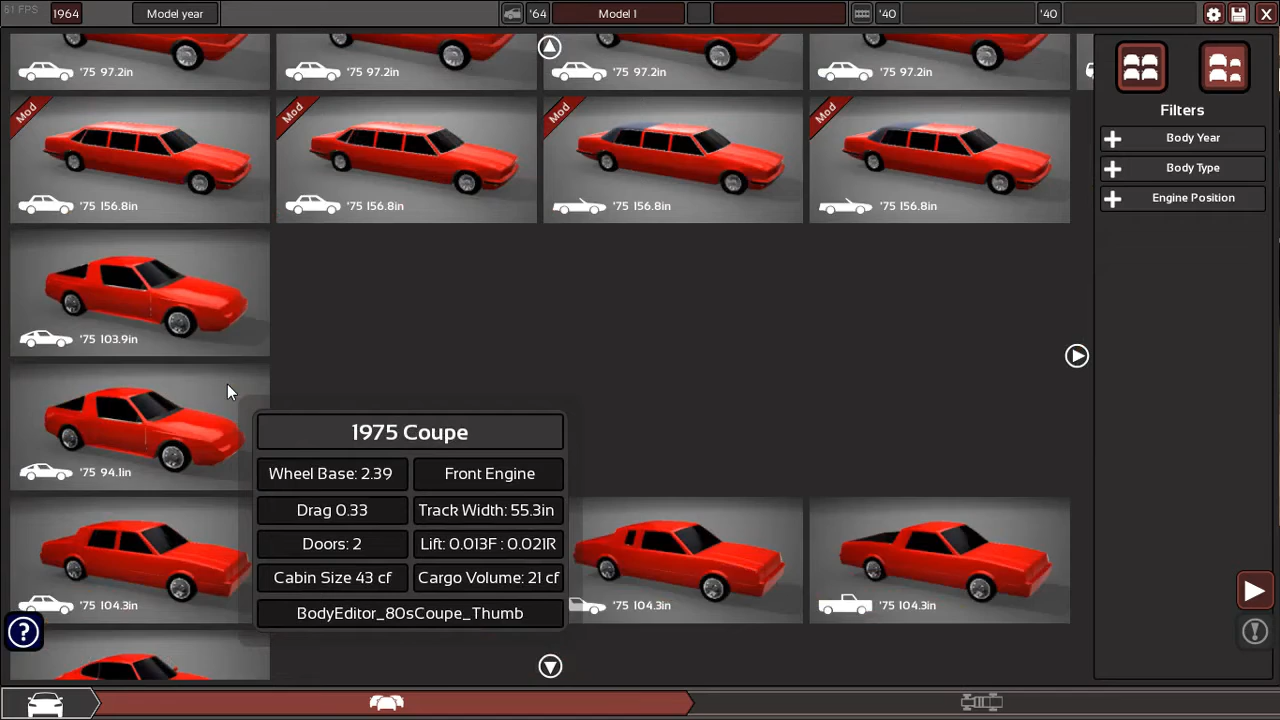 51 FPS
1964 Model year '64 Model 1 '40 '40
'75 97.2in '75 97.2in '75 97.2in '75 97.2in
Filters
Body Year
Body Type
Engine Position
Mod Mod Mod Mod
'75 156.8in '75 156.8in '75 156.8in '75 156.8in
'75 103.9in
'75 94.1in
1975 Coupe
Wheel Base: 2.39 Front Engine
Drag 0.33 Track Width: 55.3in
Doors: 2 Lift: 0.013F : 0.021R
Cabin Size 43 cf Cargo Volume: 21 cf
BodyEditor_80sCoupe_Thumb
'75 104.3in '75 104.3in '75 104.3in
?